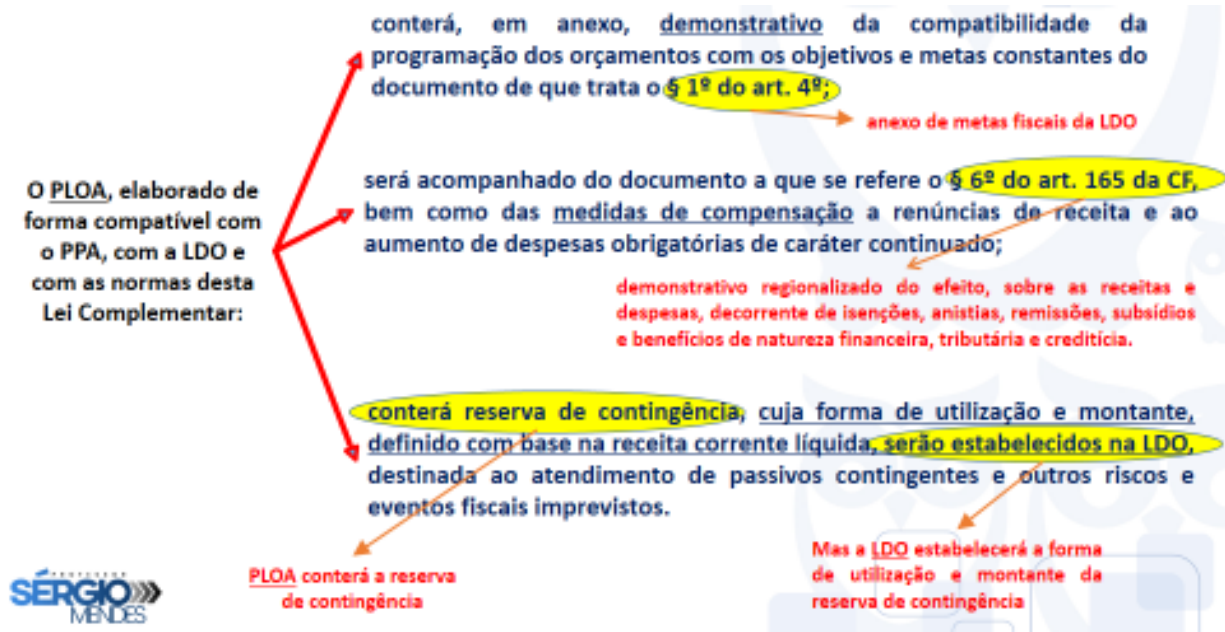 conterá, em anexo, demonstrativo da compatibilidade da
programação dos orçamentos com os objetivos e metas constantes do
documento de que trata o § 1º do art. 4º;
anexo de metas fiscais da LDO
O PLOA, elaborado de
forma compatível com
o PPA, com a LDO e
com as normas desta
Lei Complementar:
será acompanhado do documento a que se refere o § 6º do art. 165 da CF,
bem como das medidas de compensação a renúncias de receita e ao
aumento de despesas obrigatórias de caráter continuado;
demonstrativo regionalizado do efeito, sobre as receitas e
despesas, decorrente de isenções, anistias, remissões, subsídios
e benefícios de natureza financeira, tributária e creditícia.
conterá reserva de contingência, cuja forma de utilização e montante,
definido com base na receita corrente líquida, serão estabelecidos na LDO,
destinada ao atendimento de passivos contingentes e outros riscos e
eventos fiscais imprevistos.
PLOA conterá a reserva
de contingência
Mas a LDO estabelecerá a forma
de utilização e montante da
reserva de contingência
PROFESSOR
SÉRGIO
MENDES